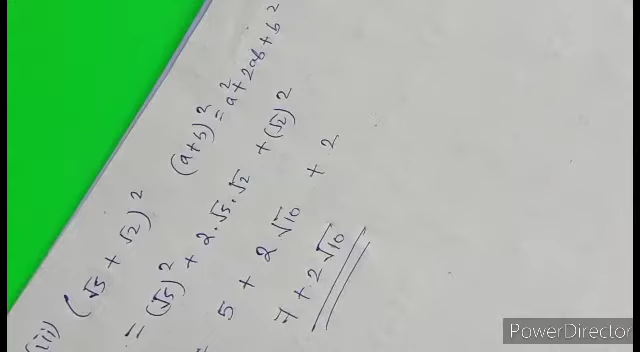 (iii) (√5 + √2)² (a+b)² = a² + 2ab + b²
= (√5)² + 2·√5·√2 + (√2)²
= 5 + 2√10 + 2
7 + 2√10
PowerDirector